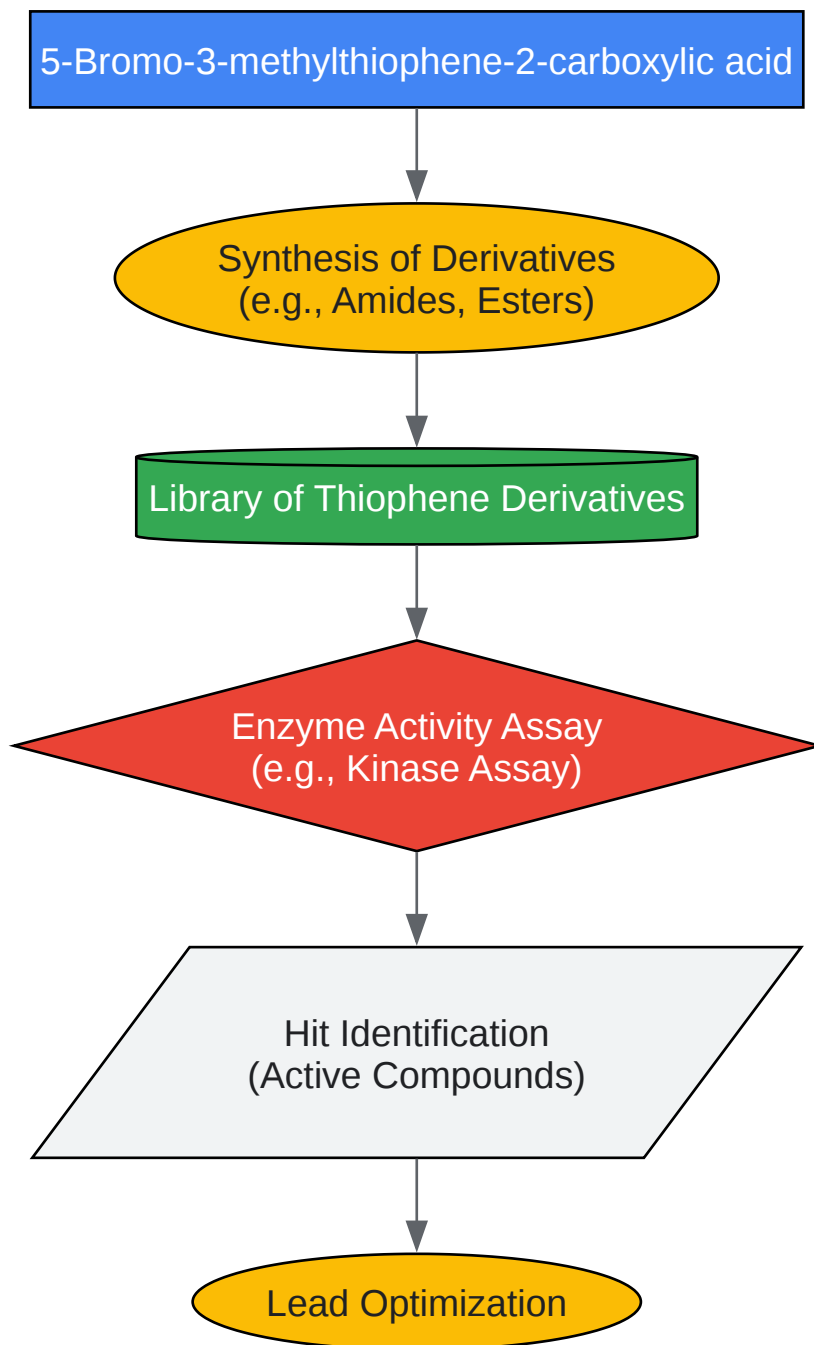 5-Bromo-3-methylthiophene-2-carboxylic acid
Synthesis of Derivatives
(e.g., Amides, Esters)
Library of Thiophene Derivatives
Enzyme Activity Assay
(e.g., Kinase Assay)
Hit Identification
(Active Compounds)
Lead Optimization